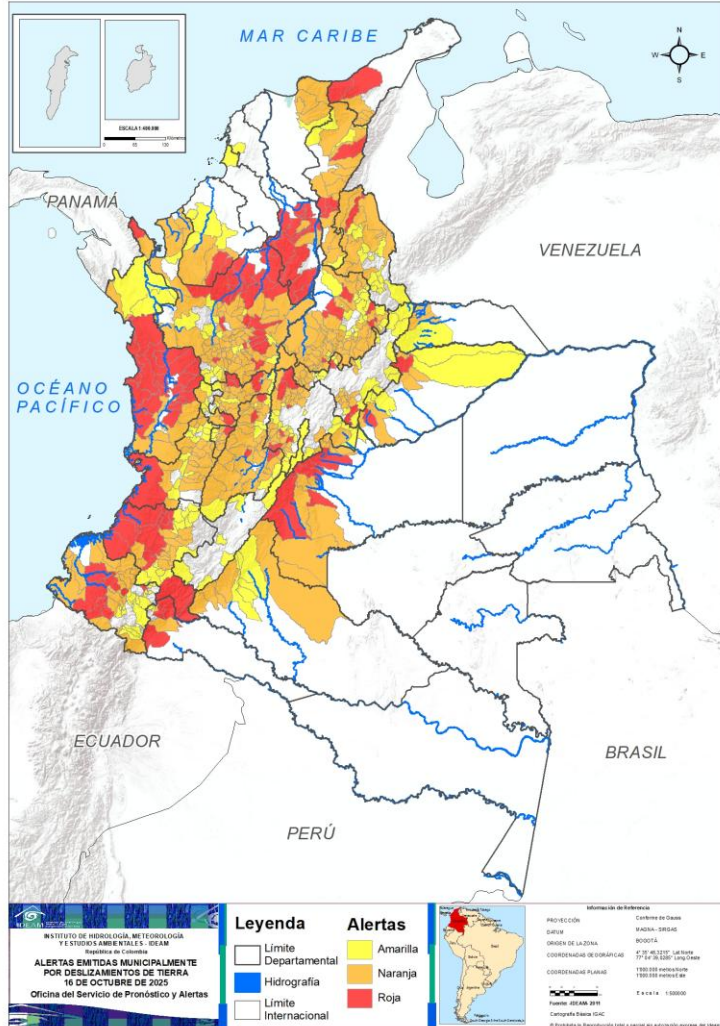 MAR CARIBE
N
W
E
S
ESCALA 1:400.000
PANAMÁ
VENEZUELA
OCÉANO
PACÍFICO
ECUADOR
BRASIL
PERÚ
IDEAM
INSTITUTO DE HIDROLOGÍA, METEOROLOGÍA
Y ESTUDIOS AMBIENTALES - IDEAM
República de Colombia
ALERTAS EMITIDAS MUNICIPALMENTE
POR DESLIZAMIENTOS DE TIERRA
16 DE OCTUBRE DE 2025
Oficina del Servicio de Pronóstico y Alertas
Leyenda
Límite
Departamental
Hidrografía
Límite
Internacional
Alertas
Amarilla
Naranja
Roja
Información de Referencia
PROYECCIÓN
Conforme de Gauss
DATUM
MAGNA - SIRGAS
ORIGEN DE LA ZONA
BOGOTÁ
COORDENADAS GEOGRÁFICAS
COORDENADAS PLANAS
Fuente: IDEAM 2011
Cartografía Básica IGAC